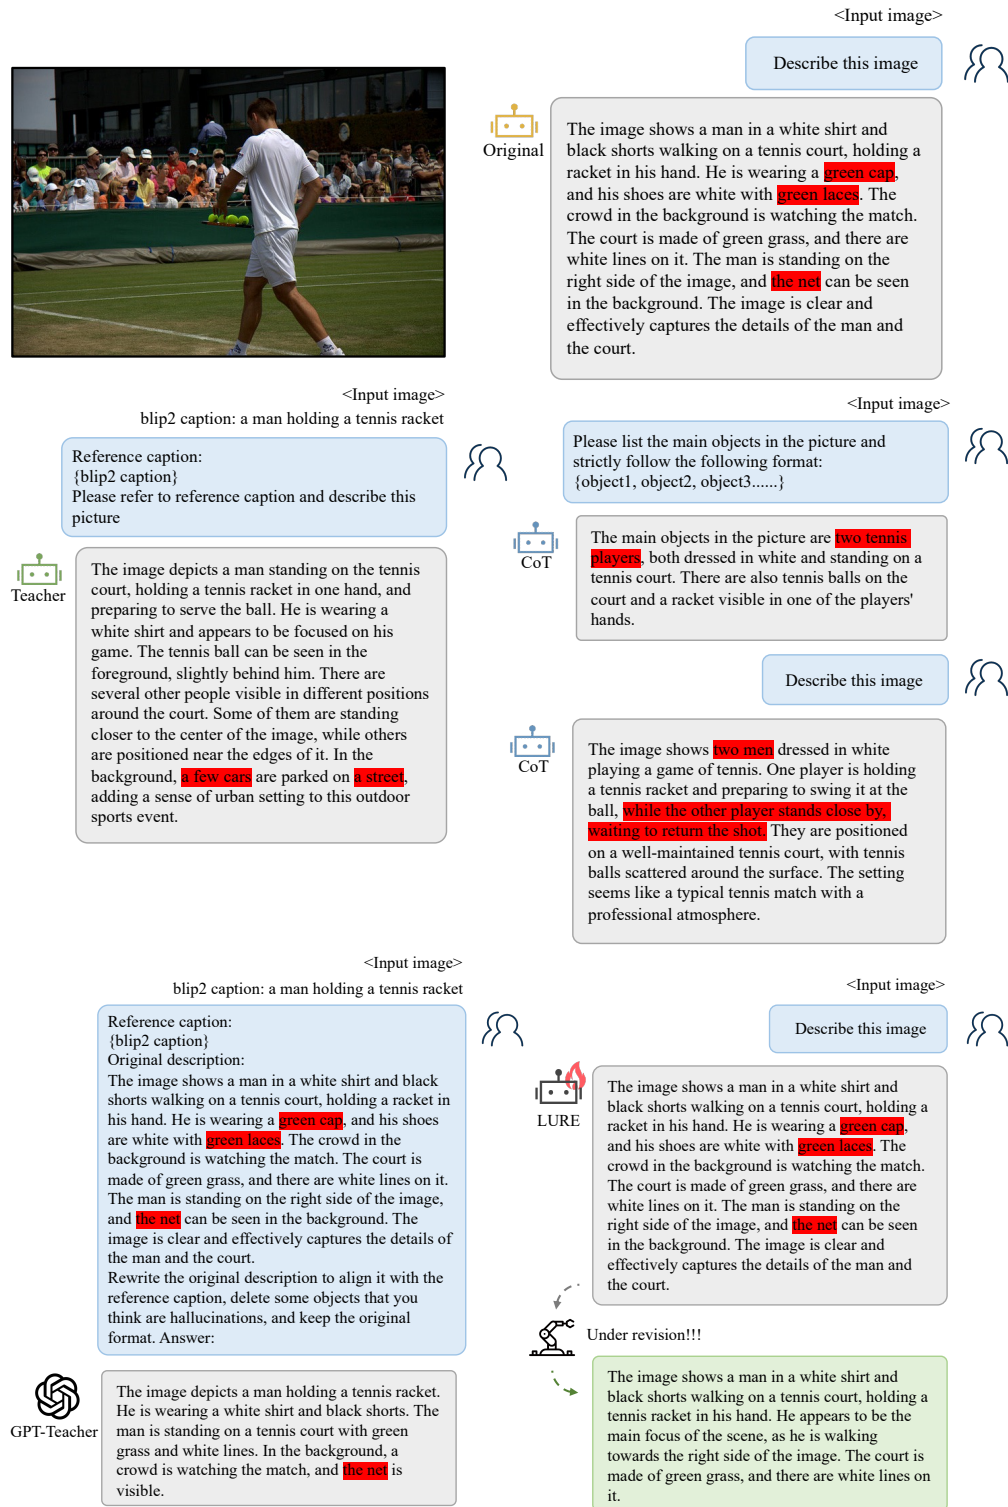 <Input image>
Describe this image
Original
The image shows a man in a white shirt and
black shorts walking on a tennis court, holding a
racket in his hand. He is wearing a green cap,
and his shoes are white with green laces. The
crowd in the background is watching the match.
The court is made of green grass, and there are
white lines on it. The man is standing on the
right side of the image, and the net can be seen
in the background. The image is clear and
effectively captures the details of the man and
the court.
<Input image>
blip2 caption: a man holding a tennis racket
Reference caption:
{blip2 caption}
Please refer to reference caption and describe this
picture
Teacher
The image depicts a man standing on the tennis
court, holding a tennis racket in one hand, and
preparing to serve the ball. He is wearing a
white shirt and appears to be focused on his
game. The tennis ball can be seen in the
foreground, slightly behind him. There are
several other people visible in different positions
around the court. Some of them are standing
closer to the center of the image, while others
are positioned near the edges of it. In the
background, a few cars are parked on a street,
adding a sense of urban setting to this outdoor
sports event.
<Input image>
Please list the main objects in the picture and
strictly follow the following format:
{object1, object2, object3......}
CoT
The main objects in the picture are two tennis
players, both dressed in white and standing on a
tennis court. There are also tennis balls on the
court and a racket visible in one of the players'
hands.
Describe this image
CoT
The image shows two men dressed in white
playing a game of tennis. One player is holding
a tennis racket and preparing to swing it at the
ball, while the other player stands close by,
waiting to return the shot. They are positioned
on a well-maintained tennis court, with tennis
balls scattered around the surface. The setting
seems like a typical tennis match with a
professional atmosphere.
<Input image>
blip2 caption: a man holding a tennis racket
Reference caption:
{blip2 caption}
Original description:
The image shows a man in a white shirt and black
shorts walking on a tennis court, holding a racket in
his hand. He is wearing a green cap, and his shoes
are white with green laces. The crowd in the
background is watching the match. The court is
made of green grass, and there are white lines on it.
The man is standing on the right side of the image,
and the net can be seen in the background. The
image is clear and effectively captures the details of
the man and the court.
Rewrite the original description to align it with the
reference caption, delete some objects that you
think are hallucinations, and keep the original
format. Answer:
GPT-Teacher
The image depicts a man holding a tennis racket.
He is wearing a white shirt and black shorts. The
man is standing on a tennis court with green
grass and white lines. In the background, a
crowd is watching the match, and the net is
visible.
<Input image>
Describe this image
LURE
The image shows a man in a white shirt and
black shorts walking on a tennis court, holding a
racket in his hand. He is wearing a green cap,
and his shoes are white with green laces. The
crowd in the background is watching the match.
The court is made of green grass, and there are
white lines on it. The man is standing on the
right side of the image, and the net can be seen
in the background. The image is clear and
effectively captures the details of the man and
the court.
Under revision!!!
The image shows a man in a white shirt and
black shorts walking on a tennis court, holding a
tennis racket in his hand. He appears to be the
main focus of the scene, as he is walking
towards the right side of the image. The court is
made of green grass, and there are white lines on
it.